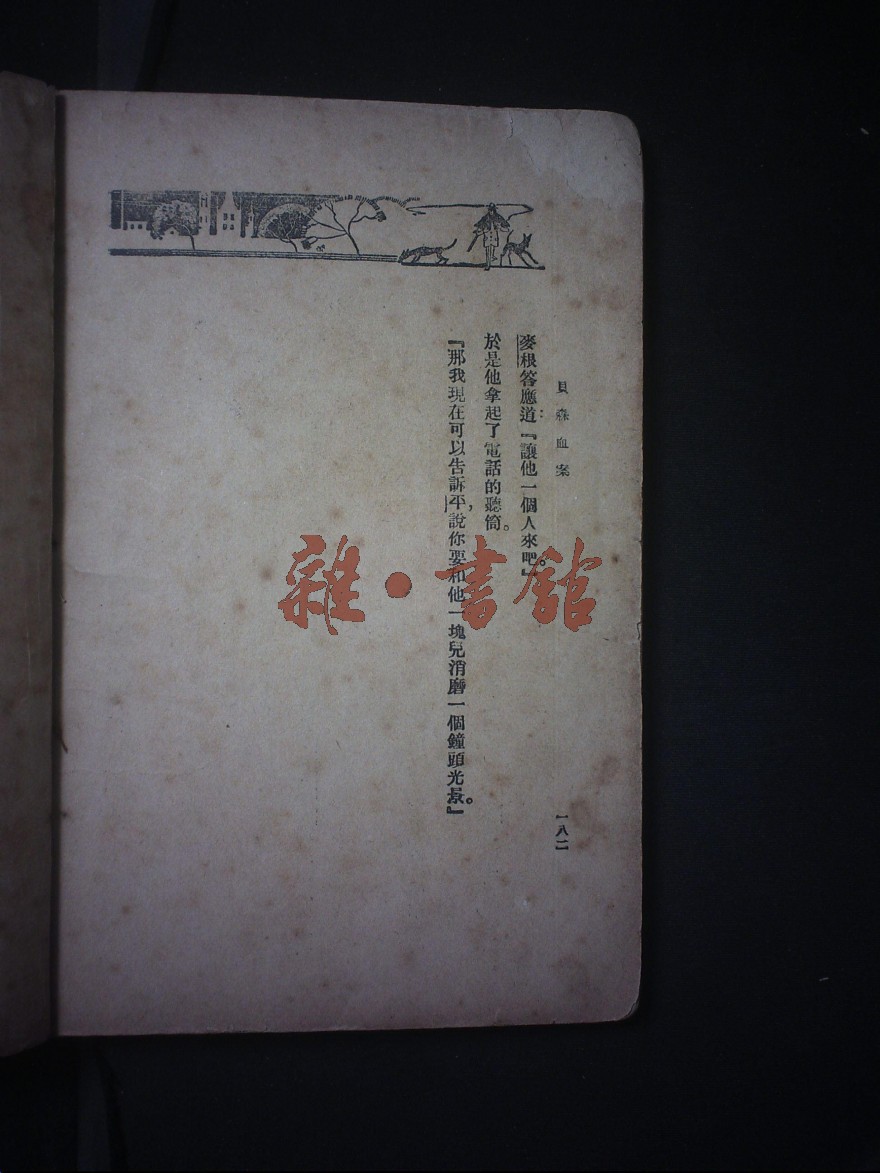 貝森血案
麥根答應道：『讓他一個人來吧。』
於是他拿起了電話的聽筒。
『那我現在可以告訴平，說你要和他一塊兒消磨一個鐘頭光景。』
一八二
雜·書館